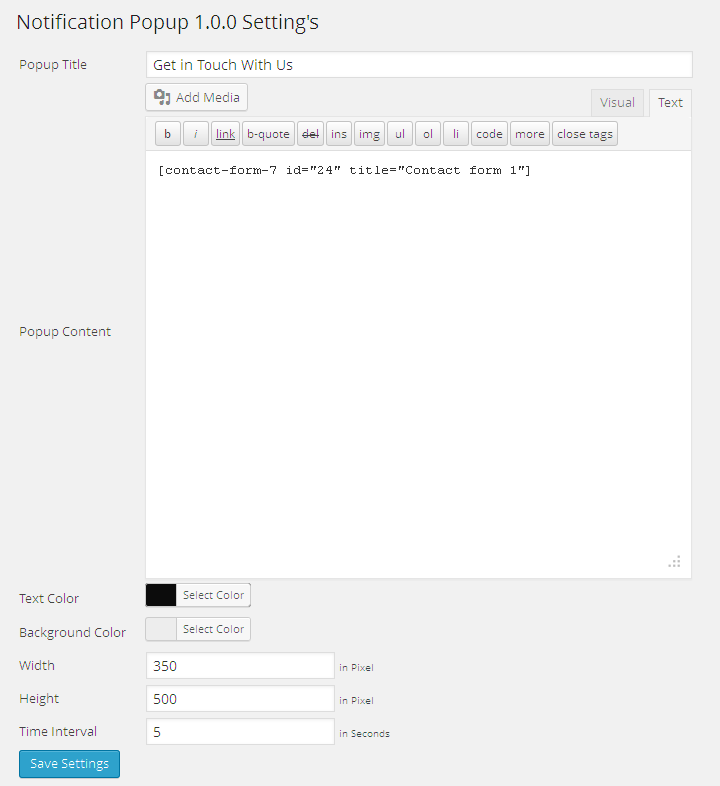 Notification Popup 1.0.0 Setting's
Popup Title
Get in Touch With Us
Add Media
Visual Text
b i link b-quote del ins img ul ol li code more close tags
[contact-form-7 id="24" title="Contact form 1"]
Popup Content
Text Color Select Color
Background Color Select Color
Width 350 in Pixel
Height 500 in Pixel
Time Interval 5 in Seconds
Save Settings